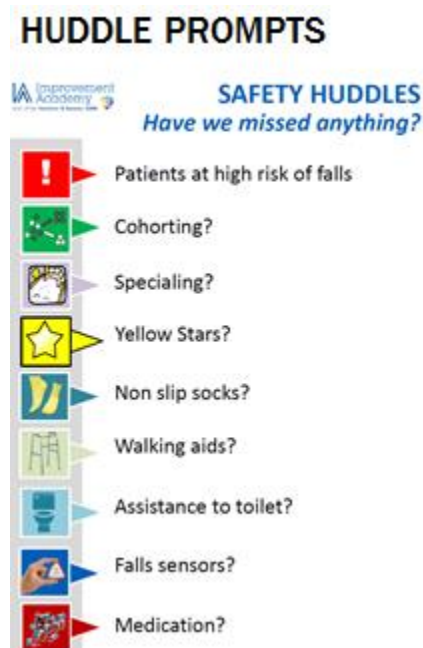 HUDDLE PROMPTS
Improvement
Academy
SAFETY HUDDLES
Have we missed anything?
!
Patients at high risk of falls
Cohorting?
Specialing?
Yellow Stars?
Non slip socks?
Walking aids?
Assistance to toilet?
Falls sensors?
Medication?